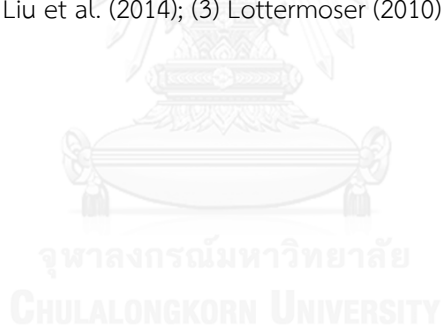 Liu et al. (2014); (3) Lottermoser (2010)
จุฬาลงกรณ์มหาวิทยาลัย
CHULALONGKORN UNIVERSITY